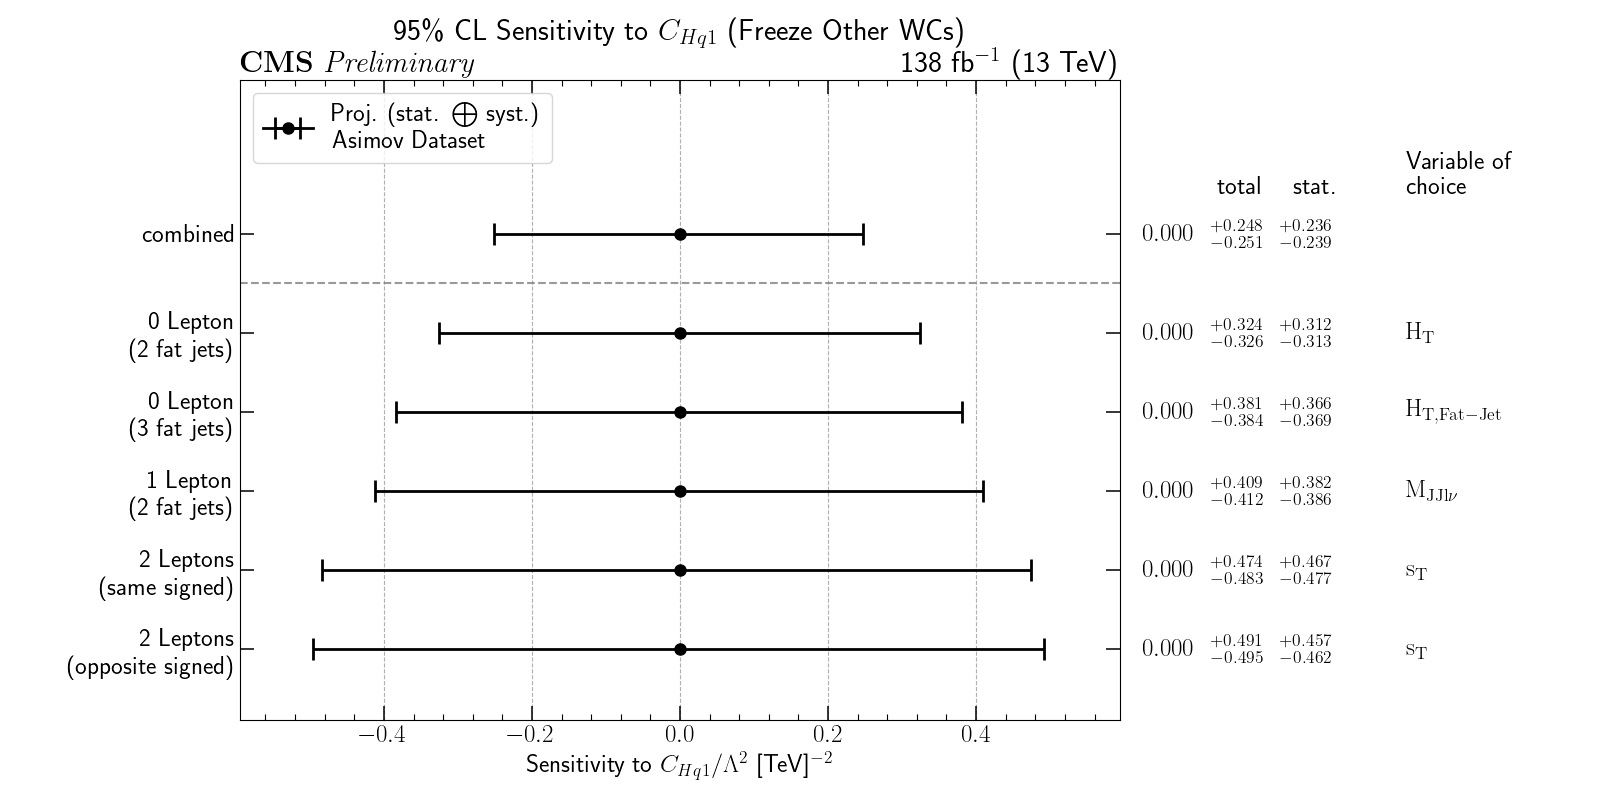 95% CL Sensitivity to C_{Hq1} (Freeze Other WCs)
CMS Preliminary 138 fb^{−1} (13 TeV)
Proj. (stat. ⨁ syst.)
Asimov Dataset
Variable of
total stat. choice
combined 0.000 +0.248 −0.251 +0.236 −0.239
0 Lepton
(2 fat jets) 0.000 +0.324 −0.326 +0.312 −0.313 H_T
0 Lepton
(3 fat jets) 0.000 +0.381 −0.384 +0.366 −0.369 H_{T,Fat−Jet}
1 Lepton
(2 fat jets) 0.000 +0.409 −0.412 +0.382 −0.386 M_{JJlν}
2 Leptons
(same signed) 0.000 +0.474 −0.483 +0.467 −0.477 s_T
2 Leptons
(opposite signed) 0.000 +0.491 −0.495 +0.457 −0.462 s_T
−0.4 −0.2 0.0 0.2 0.4
Sensitivity to C_{Hq1}/Λ^2 [TeV]^{−2}